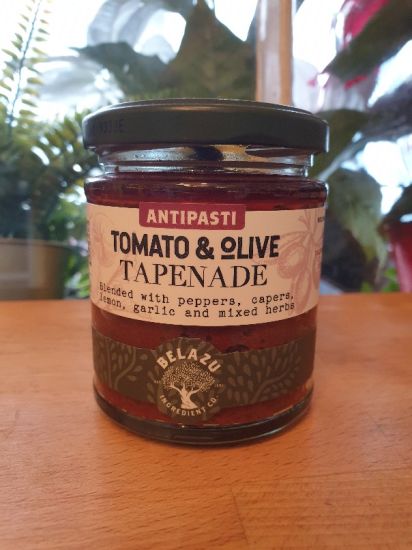 ANTIPASTI
TOMATO & OLIVE
TAPENADE
Blended with peppers, capers,
lemon, garlic and mixed herbs
BELAZU
INGREDIENT CO.